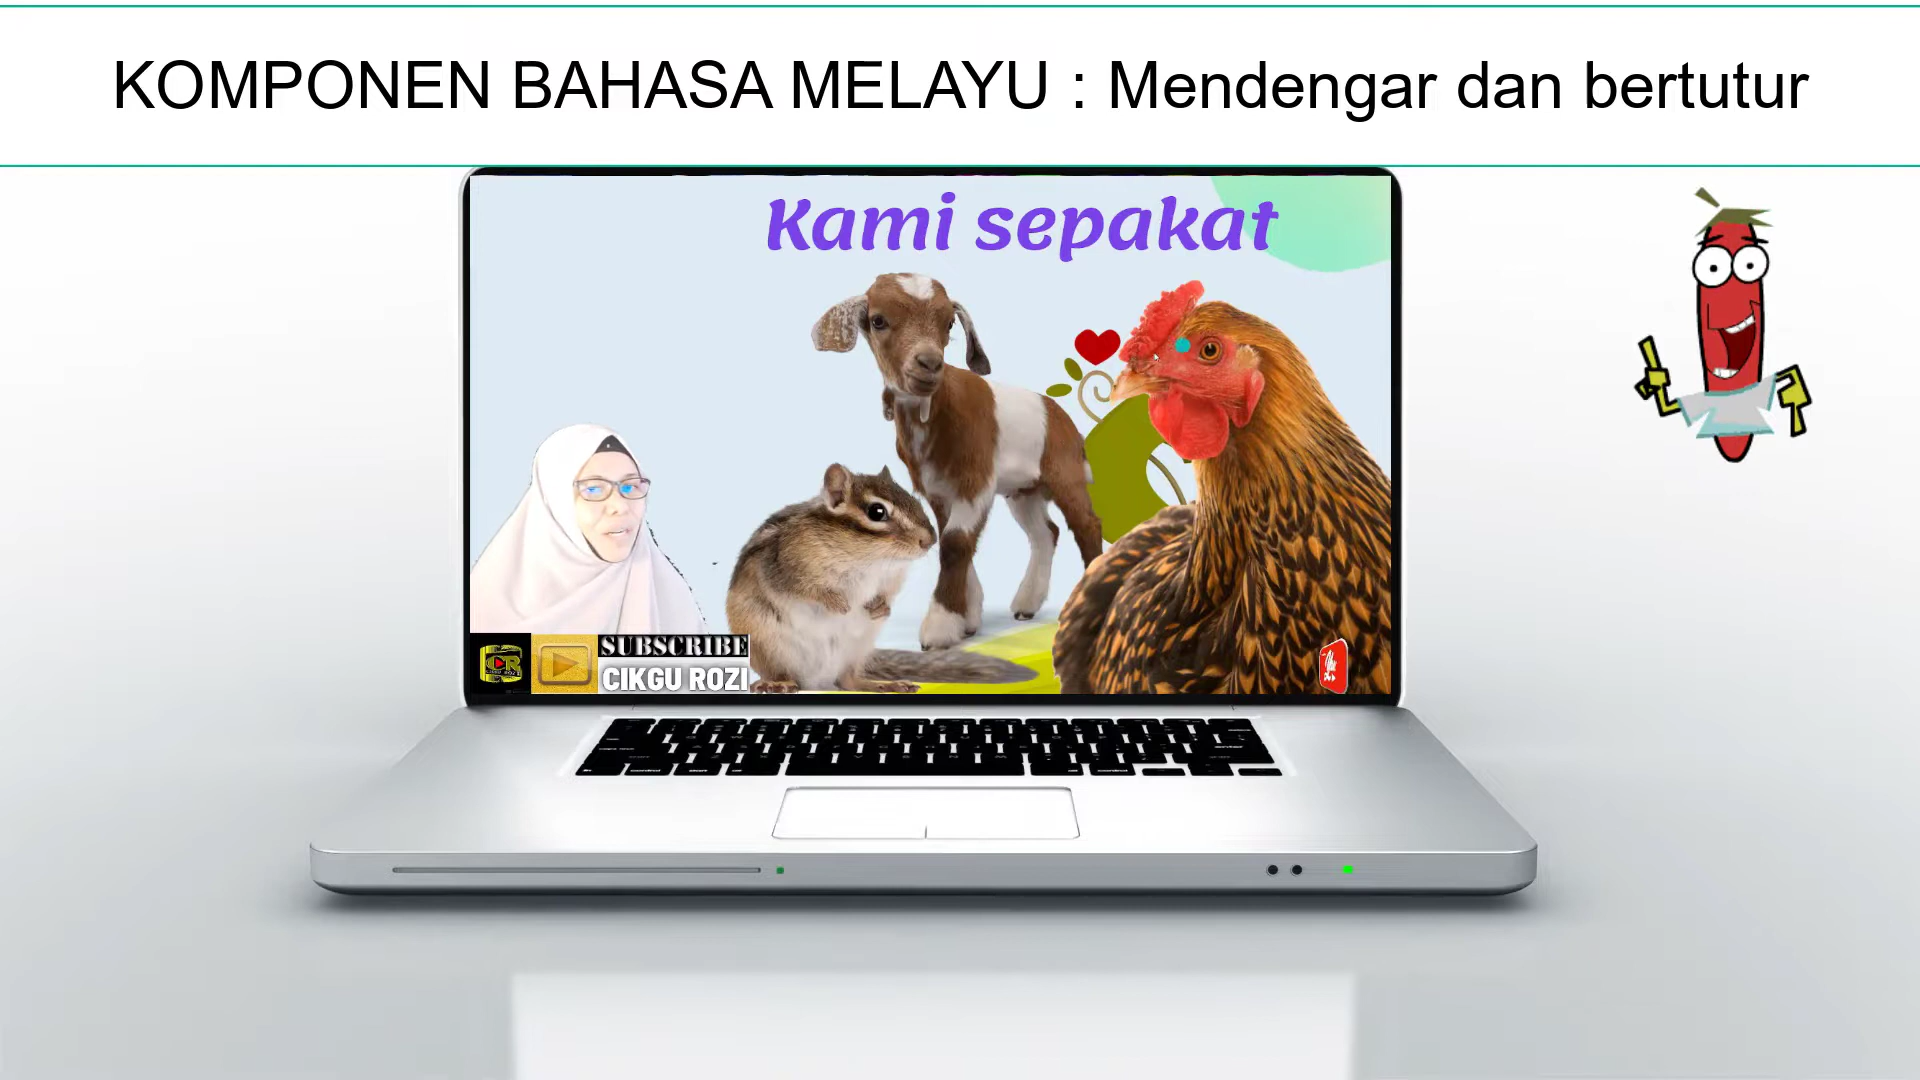 KOMPONEN BAHASA MELAYU : Mendengar dan bertutur
Kami sepakat
SUBSCRIBE
CIKGU ROZI